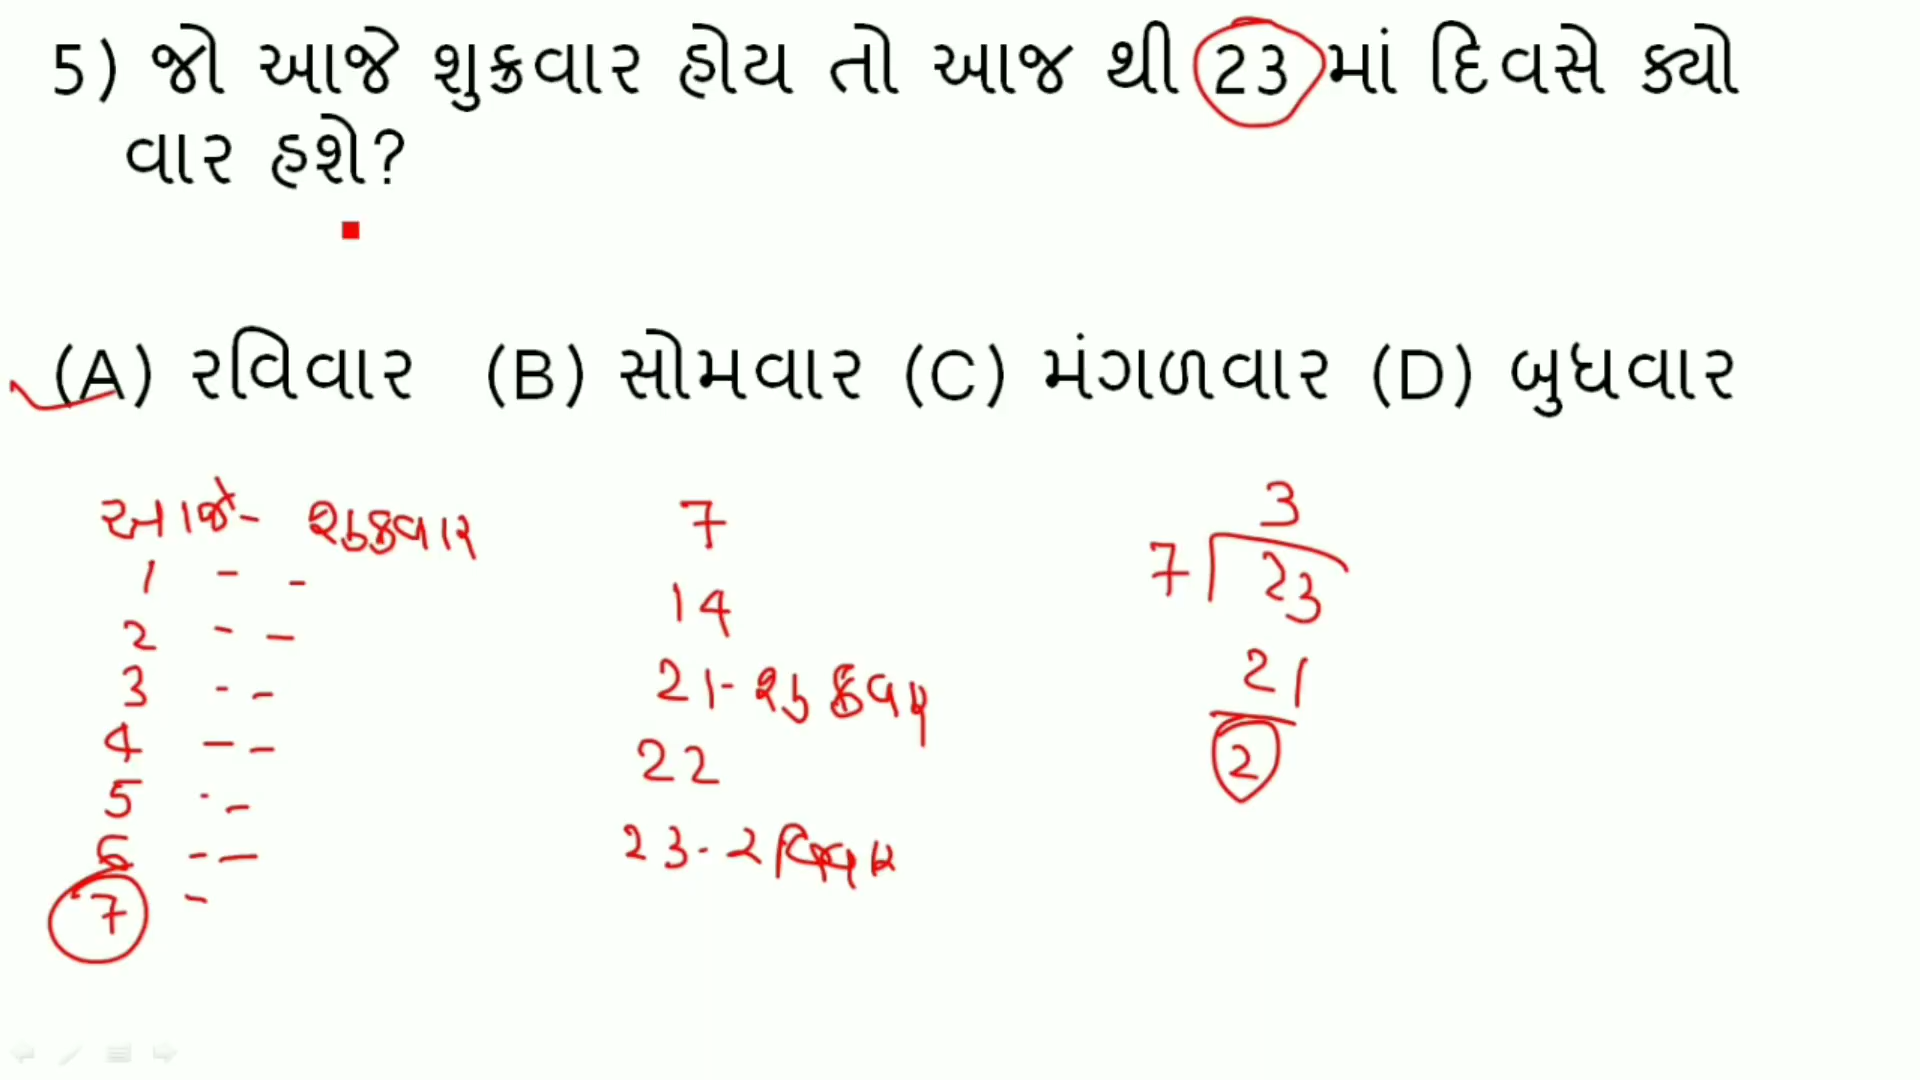 5) જો આજે શુક્રવાર હોય તો આજ થી 23 માં દિવસે ક્યો
વાર હશે?
(A) રવિવાર (B) સોમવાર (C) મંગળવાર (D) બુધવાર
આજે - શુક્રવાર
1 - -
2 - -
3 - -
4 - -
5 - -
6 - -
7 -
7
14
21 - શુક્રવાર
22
23 - રવિવાર
3
7 23
21
2